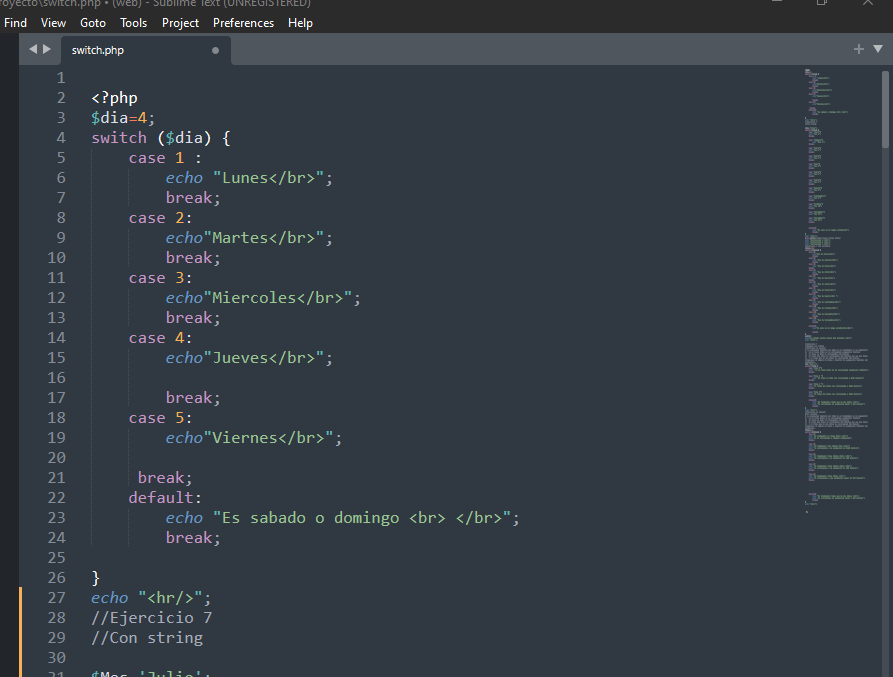 royecto\switch.php • (web) - Sublime Text (UNREGISTERED)
Find View Goto Tools Project Preferences Help
switch.php
1
2 <?php
3 $dia=4;
4 switch ($dia) {
5 case 1 :
6 echo "Lunes</br>";
7 break;
8 case 2:
9 echo"Martes</br>";
10 break;
11 case 3:
12 echo"Miercoles</br>";
13 break;
14 case 4:
15 echo"Jueves</br>";
16
17 break;
18 case 5:
19 echo"Viernes</br>";
20
21 break;
22 default:
23 echo "Es sabado o domingo <br> </br>";
24 break;
25
26 }
27 echo "<hr/>";
28 //Ejercicio 7
29 //Con string
30
31 $Mes 'Julio';